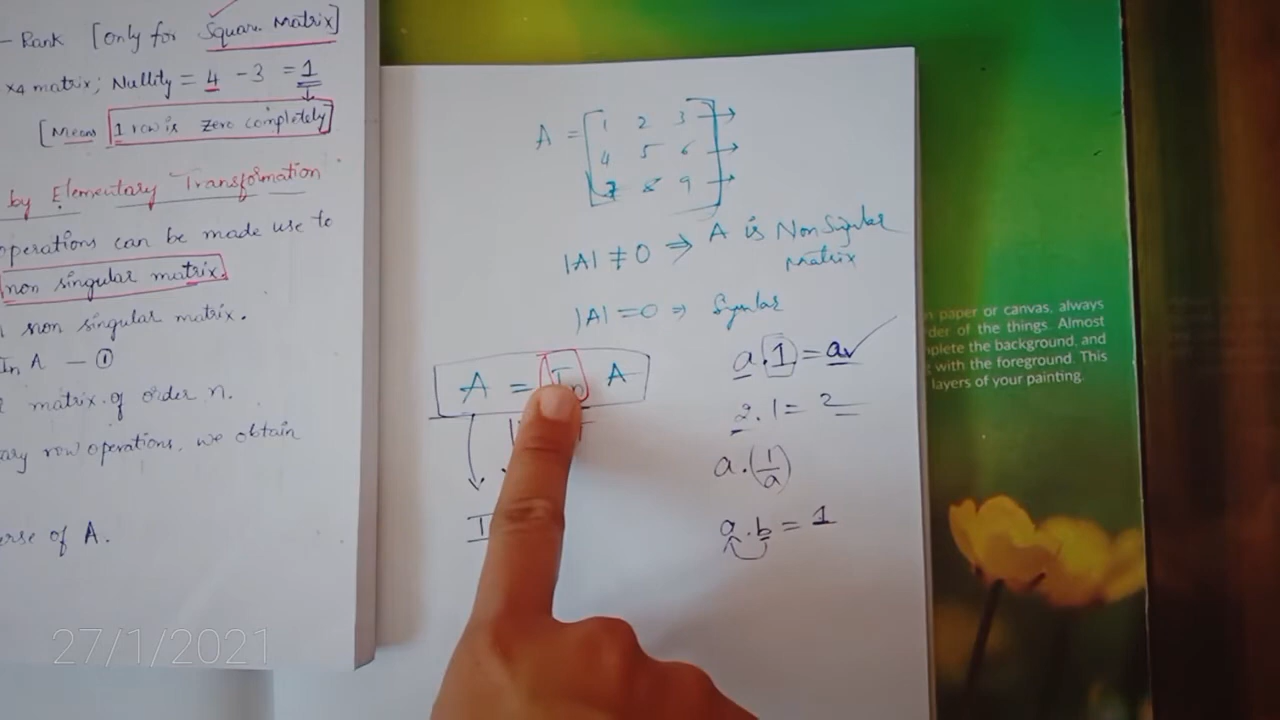 - Rank [only for Square Matrix]
x4 matrix; Nullity = 4 - 3 = 1
[Means 1 row is zero completely]
by Elementary Transformation
operations can be made use to
non singular matrix.
non singular matrix.
In A - ①
matrix of order n.
ary row operations, we obtain
erse of A.
A = [1 2 3] →
4 5 6 →
7 8 9 →
|A| ≠ 0 ⇒ A is Non Singular
Matrix
|A| = 0 ⇒ Singular
A = In A
I
a . 1 = a ✓
2 . 1 = 2
a . (1/a)
a . b = 1
n paper or canvas, always
der of the things. Almost
plete the background, and
with the foreground. This
layers of your painting.
27/1/2021